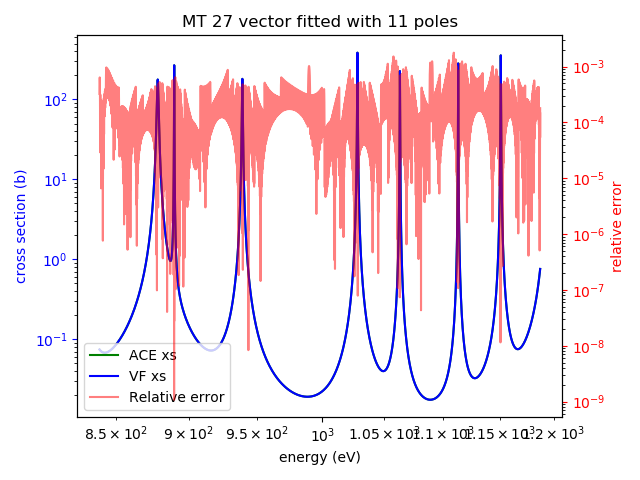 MT 27 vector fitted with 11 poles
cross section (b)
10²
10¹
10⁰
10⁻¹
relative error
10⁻³
10⁻⁴
10⁻⁵
10⁻⁶
10⁻⁷
10⁻⁸
10⁻⁹
ACE xs
VF xs
Relative error
8.5 × 10² 9 × 10² 9.5 × 10² 10³ 1.05 × 10³ 1.1 × 10³ 1.15 × 10³ 1.2 × 10³
energy (eV)